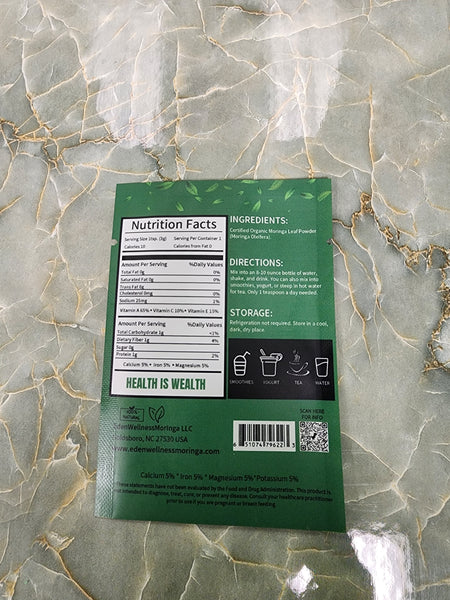 Nutrition Facts
Serving Size 1tsp. (3g) Serving Per Container 1
Calories 10 Calories from Fat 0
Amount Per Serving %Daily Values
Total Fat 0g 0%
Saturated Fat 0g 0%
Trans Fat 0g
Cholesterol 0mg 0%
Sodium 25mg 1%
Vitamin A 65% • Vitamin C 10% • Vitamin E 15%
Amount Per Serving %Daily Values
Total Carbohydrate 1g <1%
Dietary Fiber 1g 4%
Sugar 0g
Protein 1g 2%
Calcium 5% • Iron 5% • Magnesium 5%
HEALTH IS WEALTH
INGREDIENTS:
Certified Organic Moringa Leaf Powder
(Moringa Oleifera).
DIRECTIONS:
Mix into an 8-10 ounce bottle of water,
shake, and drink. You can also mix into
smoothies, yogurt, or steep in hot water
for tea. Only 1 teaspoon a day needed.
STORAGE:
Refrigeration not required. Store in a cool,
dark, dry place.
SMOOTHIES YOGURT TEA WATER
100%
NATURAL
EdenWellnessMoringa LLC
Goldsboro, NC 27530 USA
www.edenwellnessmoringa.com
6 51074 79622 3
SCAN HERE
FOR INFO
Calcium 5% * Iron 5% * Magnesium 5% *Potassium 5%
These statements have not been evaluated by the Food and Drug Administration. This product is
not intended to diagnose, treat, cure, or prevent any disease. Consult your healthcare practitioner
prior to use if you are pregnant or breast feeding.